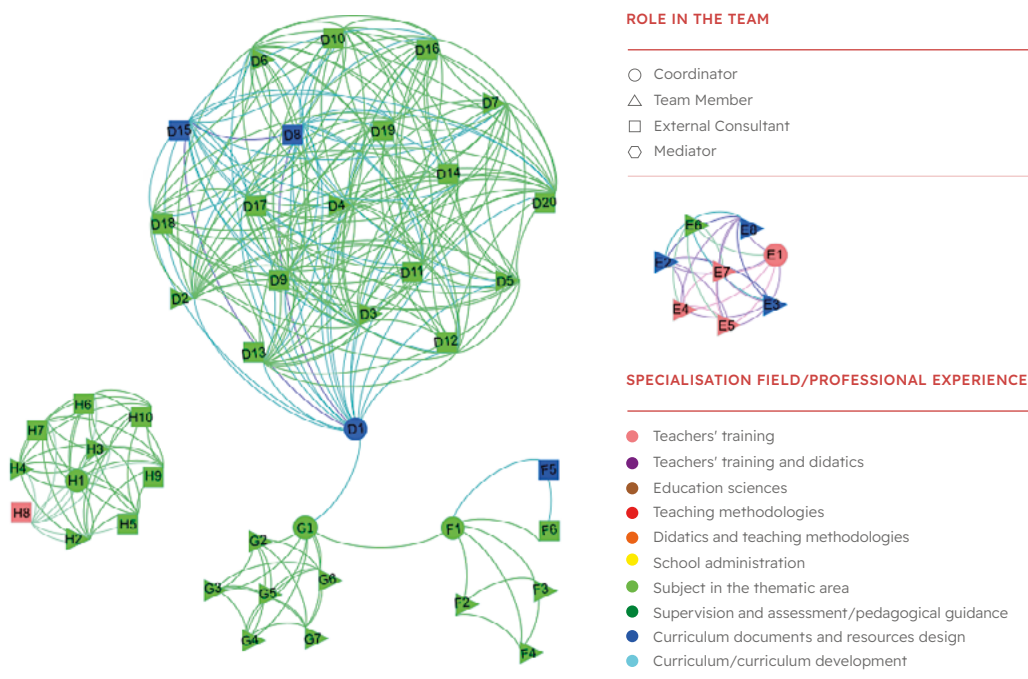 ROLE IN THE TEAM
Coordinator
Team Member
External Consultant
Mediator
D10
D6
D16
D7
D15
D8
D19
D14
D17
D4
D20
D18
D9
D11
D5
D2
D3
D13
D12
D1
E6
E1
E7
E3
E4
E5
SPECIALISATION FIELD/PROFESSIONAL EXPERIENCE
Teachers' training
Teachers' training and didatics
Education sciences
Teaching methodologies
Didatics and teaching methodologies
School administration
Subject in the thematic area
Supervision and assessment/pedagogical guidance
Curriculum documents and resources design
Curriculum/curriculum development
H6
H10
H7
H3
H4
H1
H9
H8
H5
H2
G1
G2
G6
G3
G5
G4
G7
F5
F1
F6
F2
F3
F4